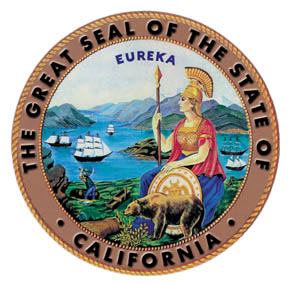 THE GREAT SEAL OF THE STATE OF
• CALIFORNIA •
EUREKA